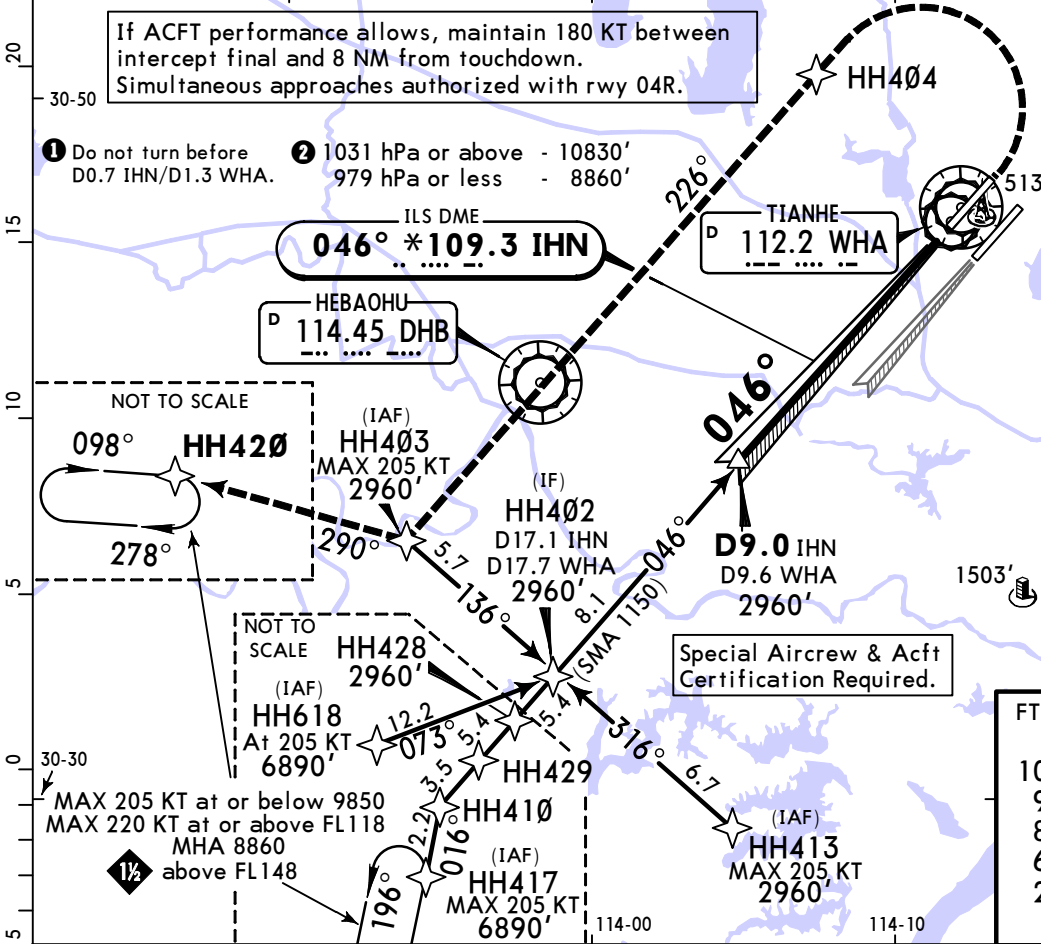 If ACFT performance allows, maintain 180 KT between
intercept final and 8 NM from touchdown.
Simultaneous approaches authorized with rwy 04R.
20
30-50
HH4Ø4
1 Do not turn before
D0.7 IHN/D1.3 WHA.
2 1031 hPa or above - 10830'
979 hPa or less - 8860'
226°
513
15
ILS DME
046° *109.3 IHN
TIANHE
D 112.2 WHA
HEBAOHU
D 114.45 DHB
046°
10
NOT TO SCALE
098°
HH42Ø
278°
(IAF)
HH4Ø3
MAX 205 KT
2960'
290°
5.7
136°
(IF)
HH4Ø2
D17.1 IHN
D17.7 WHA
2960'
046°
8.1
(SMA 1150)
D9.0 IHN
D9.6 WHA
2960'
1503'
5
NOT TO
SCALE
HH428
2960'
(IAF)
HH618
At 205 KT
6890'
12.2
073°
5.4
5.4
316°
6.7
Special Aircrew & Acft
Certification Required.
FT
10
9
8
6
2
0
30-30
HH429
3.5
HH41Ø
2.2
016°
MAX 205 KT at or below 9850
MAX 220 KT at or above FL118
MHA 8860
above FL148
1½
196°
(IAF)
HH417
MAX 205 KT
6890'
(IAF)
HH413
MAX 205 KT
2960'
5
114-00
114-10